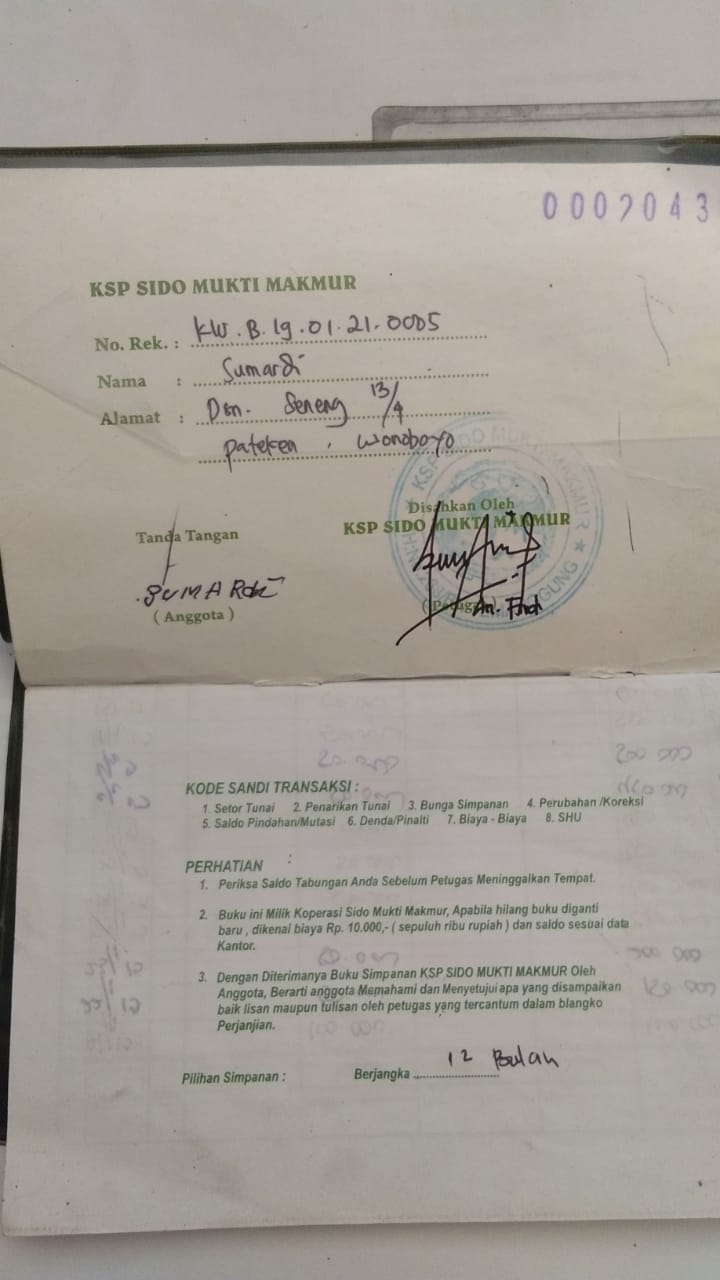 0002043
KSP SIDO MUKTI MAKMUR
No. Rek. : KW.B.19.01.21.0005
Nama : Sumardi
Alamat : Dsn. Seneng 13/4
Pateken, Wonoboyo
Disahkan Oleh
Tanda Tangan KSP SIDO MUKTI MAKMUR
SUMARDI
( Anggota ) ( Petugas )
KODE SANDI TRANSAKSI :
1. Setor Tunai 2. Penarikan Tunai 3. Bunga Simpanan 4. Perubahan /Koreksi
5. Saldo Pindahan/Mutasi 6. Denda/Pinalti 7. Biaya - Biaya 8. SHU
PERHATIAN :
1. Periksa Saldo Tabungan Anda Sebelum Petugas Meninggalkan Tempat.
2. Buku ini Milik Koperasi Sido Mukti Makmur, Apabila hilang buku diganti
baru , dikenai biaya Rp. 10.000,- ( sepuluh ribu rupiah ) dan saldo sesuai data
Kantor.
3. Dengan Diterimanya Buku Simpanan KSP SIDO MUKTI MAKMUR Oleh
Anggota, Berarti anggota Memahami dan Menyetujui apa yang disampaikan
baik lisan maupun tulisan oleh petugas yang tercantum dalam blangko
Perjanjian.
Pilihan Simpanan : Berjangka 12 Bulan